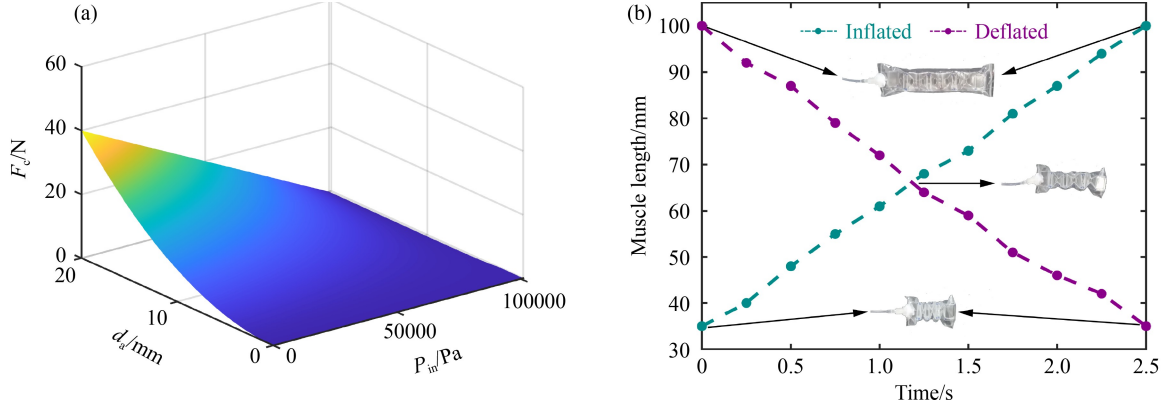 (a)
60
40
20
0
F_c/N
20
10
0
d_a/mm
0
50000
100000
P_in/Pa
(b)
Inflated
Deflated
100
90
80
70
60
50
40
30
Muscle length/mm
0
0.5
1.0
1.5
2.0
2.5
Time/s